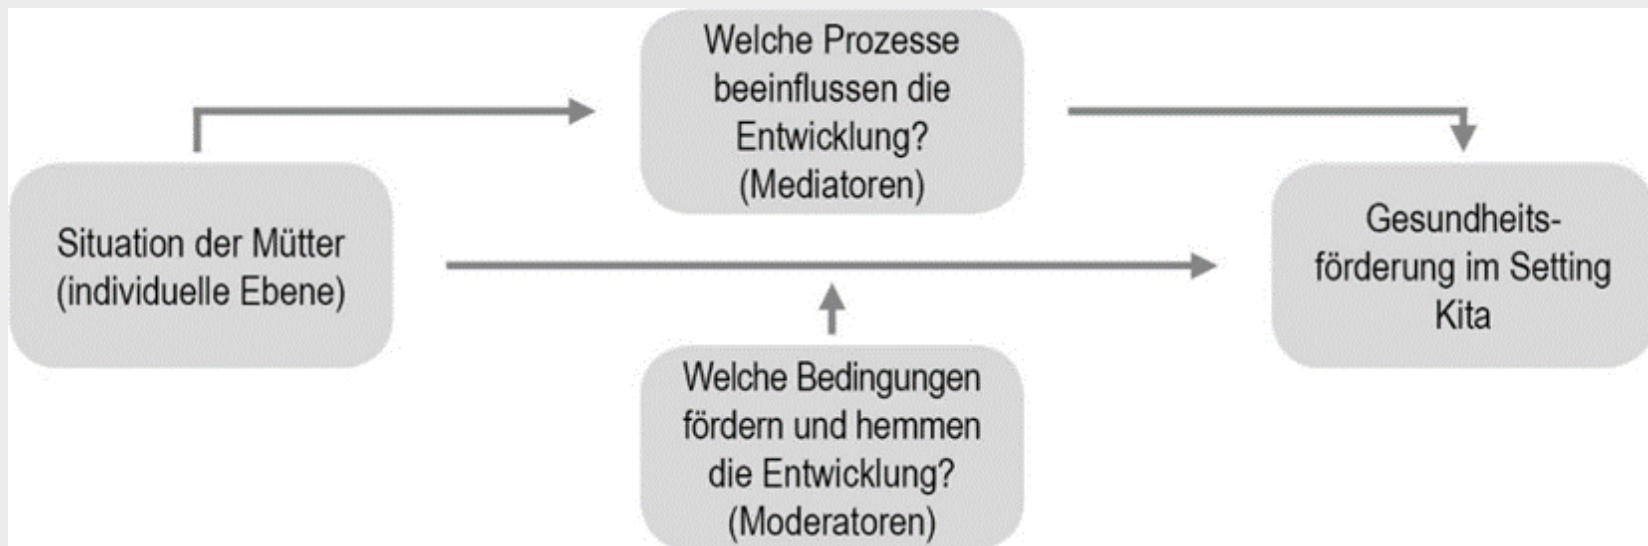 Welche Prozesse
beeinflussen die
Entwicklung?
(Mediatoren)
Situation der Mütter
(individuelle Ebene)
Gesundheits-
förderung im Setting
Kita
Welche Bedingungen
fördern und hemmen
die Entwicklung?
(Moderatoren)